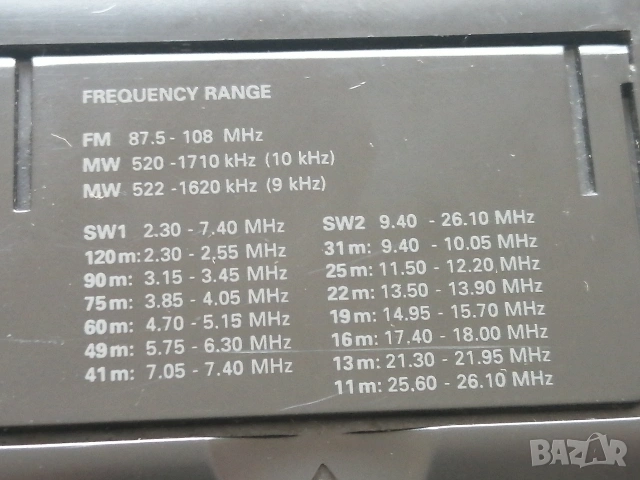 FREQUENCY RANGE
FM 87.5 - 108 MHz
MW 520 -1710 kHz (10 kHz)
MW 522 -1620 kHz (9 kHz)
SW1 2.30 - 7.40 MHz
120m: 2.30 - 2.55 MHz
90m: 3.15 - 3.45 MHz
75m: 3.85 - 4.05 MHz
60m: 4.70 - 5.15 MHz
49m: 5.75 - 6.30 MHz
41m: 7.05 - 7.40 MHz
SW2 9.40 - 26.10 MHz
31m: 9.40 - 10.05 MHz
25m: 11.50 - 12.20 MHz
22m: 13.50 - 13.90 MHz
19m: 14.95 - 15.70 MHz
16m: 17.40 - 18.00 MHz
13m: 21.30 - 21.95 MHz
11m: 25.60 - 26.10 MHz
BAZAR